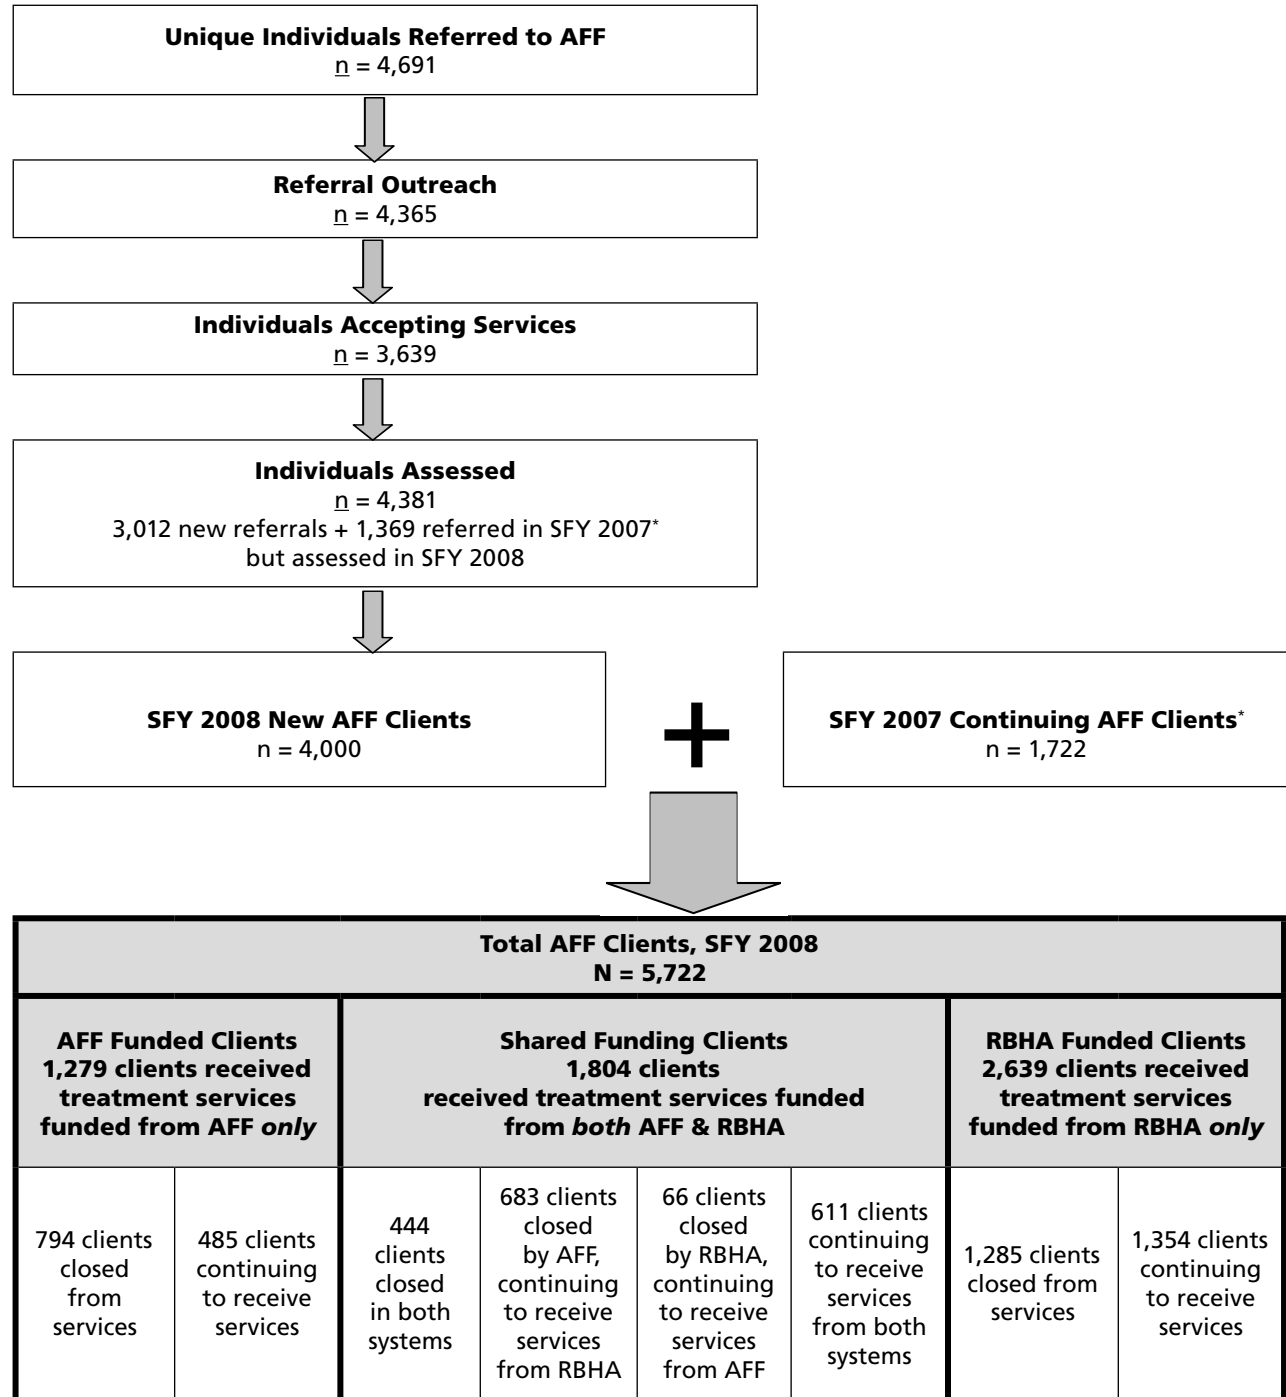 Unique Individuals Referred to AFF
n = 4,691
Referral Outreach
n = 4,365
Individuals Accepting Services
n = 3,639
Individuals Assessed
n = 4,381
3,012 new referrals + 1,369 referred in SFY 2007*
but assessed in SFY 2008
SFY 2008 New AFF Clients
n = 4,000
+
SFY 2007 Continuing AFF Clients*
n = 1,722
Total AFF Clients, SFY 2008
N = 5,722
AFF Funded Clients
1,279 clients received
treatment services
funded from AFF only
Shared Funding Clients
1,804 clients
received treatment services funded
from both AFF & RBHA
RBHA Funded Clients
2,639 clients received
treatment services
funded from RBHA only
794 clients
closed
from
services
485 clients
continuing
to receive
services
444
clients
closed
in both
systems
683 clients
closed
by AFF,
continuing
to receive
services
from RBHA
66 clients
closed
by RBHA,
continuing
to receive
services
from AFF
611 clients
continuing
to receive
services
from both
systems
1,285 clients
closed from
services
1,354 clients
continuing
to receive
services